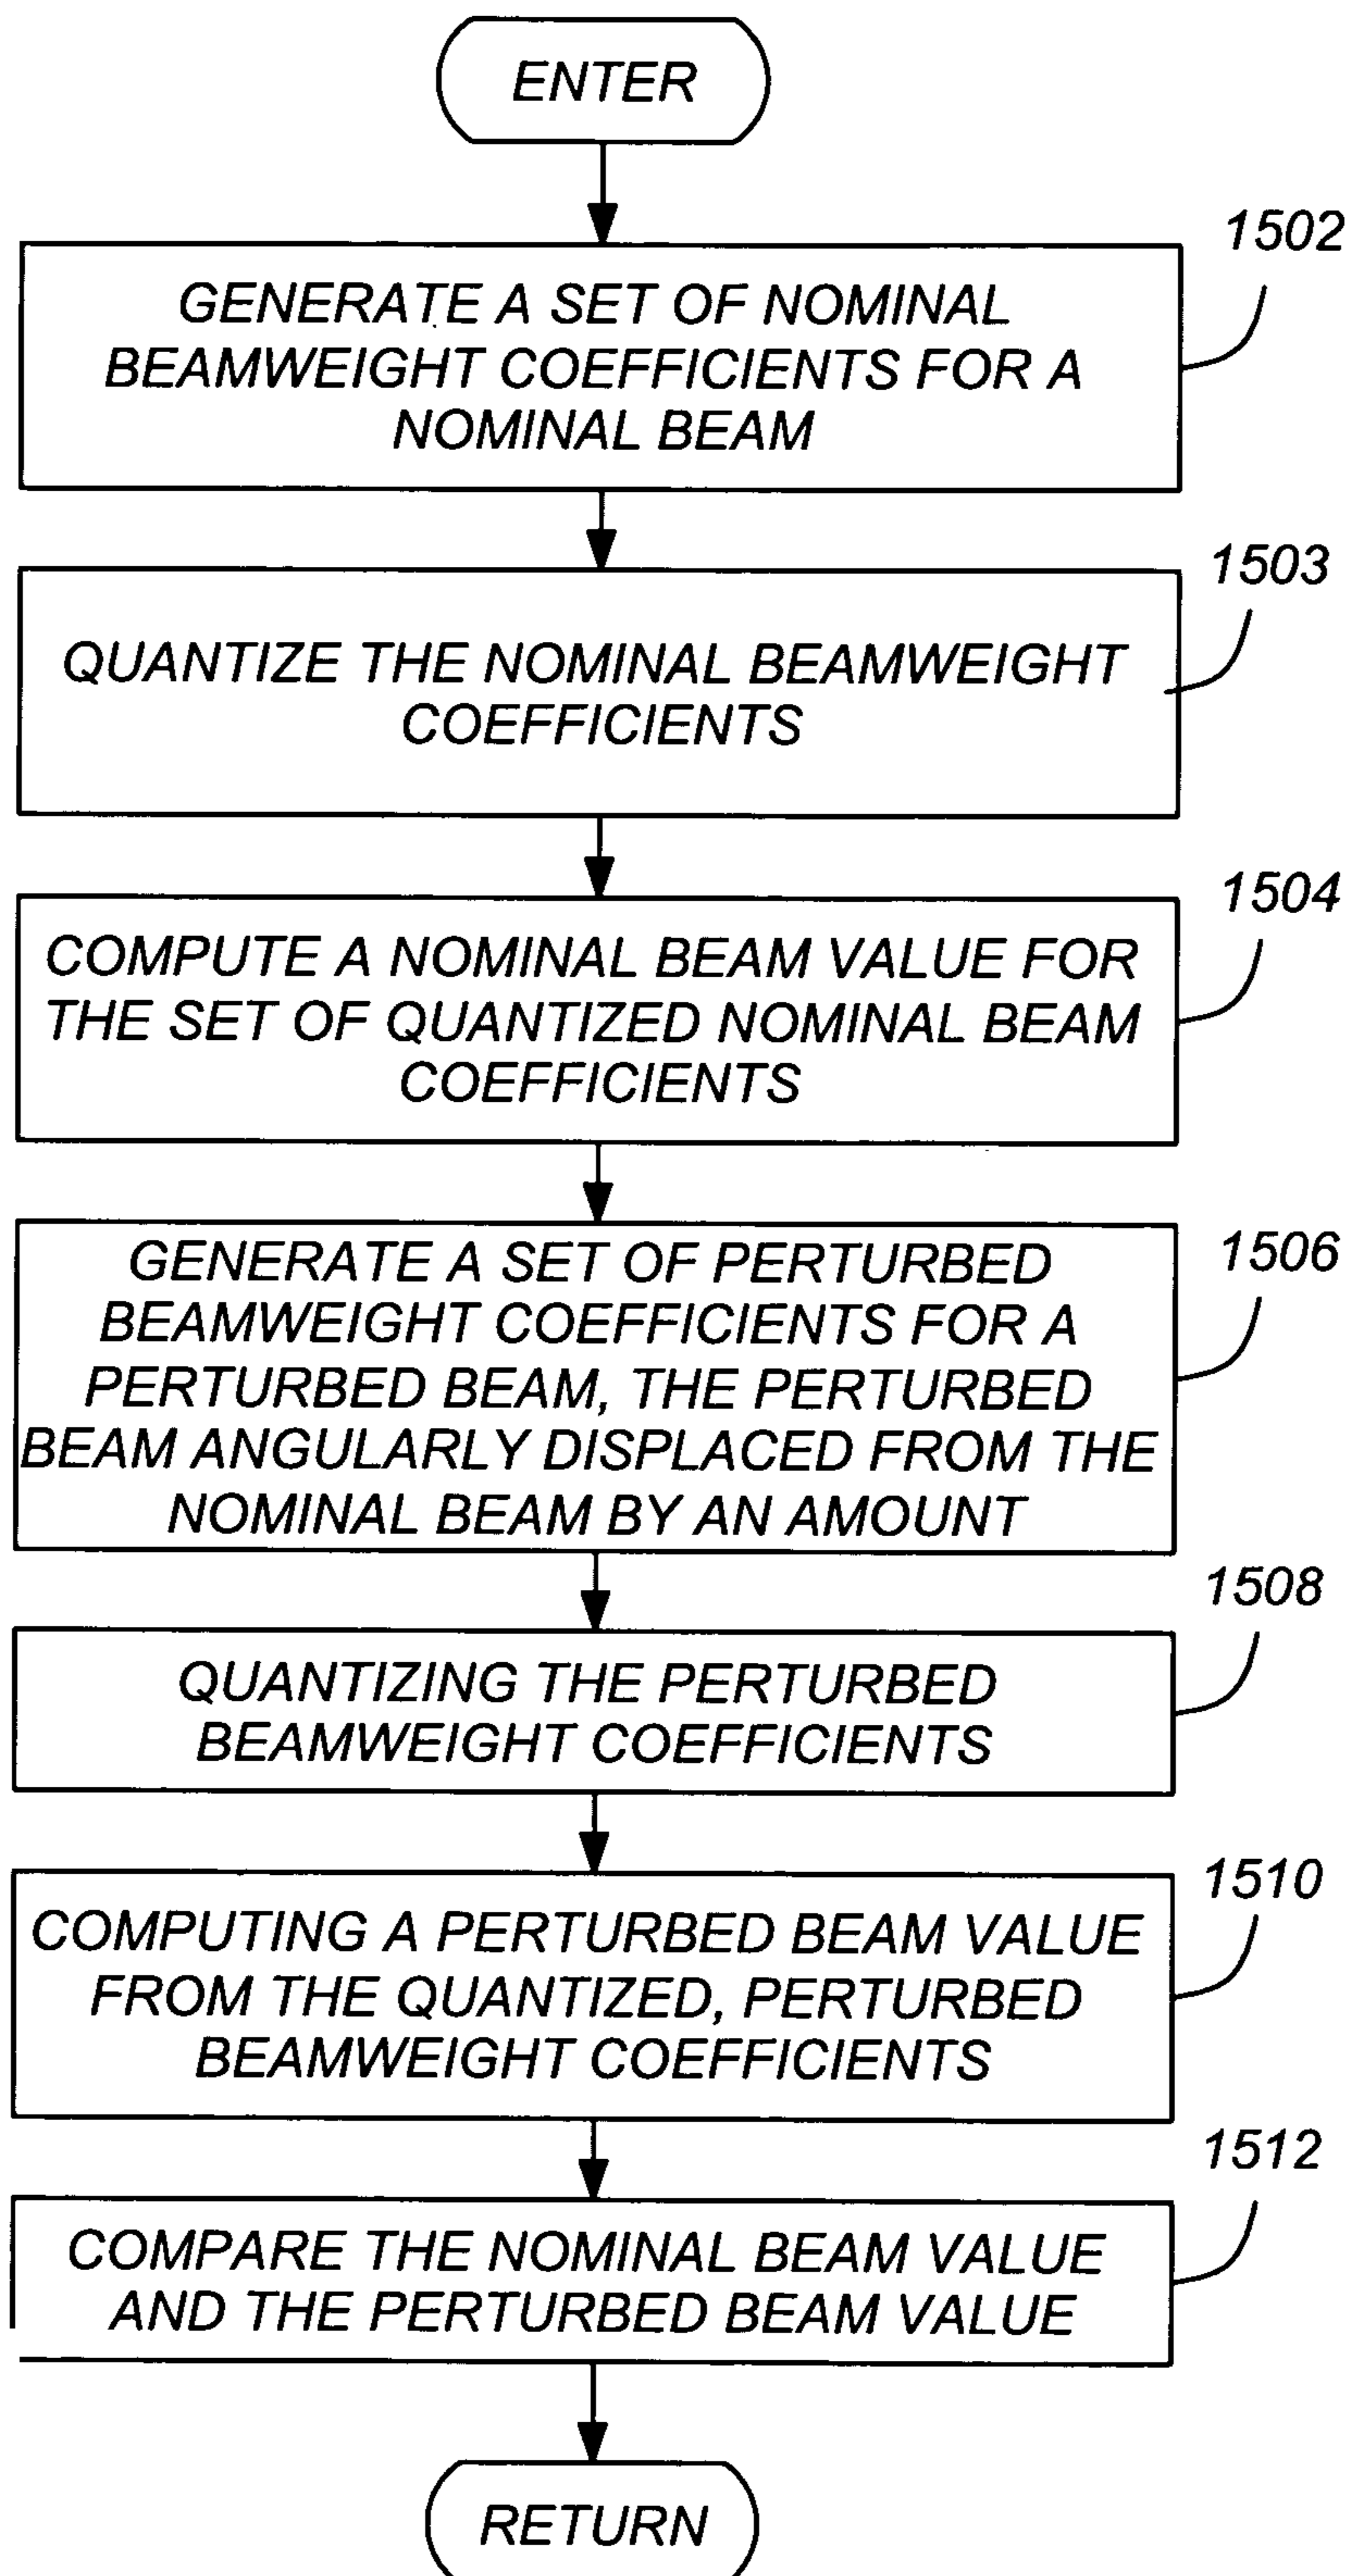 ENTER
1502
GENERATE A SET OF NOMINAL
BEAMWEIGHT COEFFICIENTS FOR A
NOMINAL BEAM
1503
QUANTIZE THE NOMINAL BEAMWEIGHT
COEFFICIENTS
1504
COMPUTE A NOMINAL BEAM VALUE FOR
THE SET OF QUANTIZED NOMINAL BEAM
COEFFICIENTS
1506
GENERATE A SET OF PERTURBED
BEAMWEIGHT COEFFICIENTS FOR A
PERTURBED BEAM, THE PERTURBED
BEAM ANGULARLY DISPLACED FROM THE
NOMINAL BEAM BY AN AMOUNT
1508
QUANTIZING THE PERTURBED
BEAMWEIGHT COEFFICIENTS
1510
COMPUTING A PERTURBED BEAM VALUE
FROM THE QUANTIZED, PERTURBED
BEAMWEIGHT COEFFICIENTS
1512
COMPARE THE NOMINAL BEAM VALUE
AND THE PERTURBED BEAM VALUE
RETURN